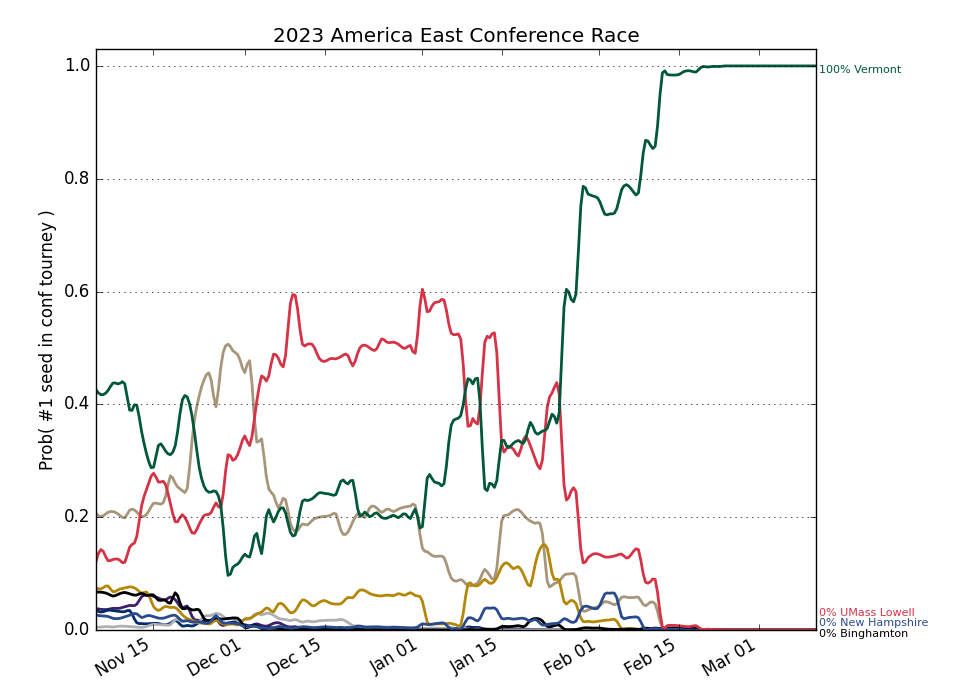 2023 America East Conference Race
Prob( #1 seed in conf tourney )
1.0
0.8
0.6
0.4
0.2
0.0
100% Vermont
0% UMass Lowell
0% New Hampshire
0% Binghamton
Nov 15
Dec 01
Dec 15
Jan 01
Jan 15
Feb 01
Feb 15
Mar 01